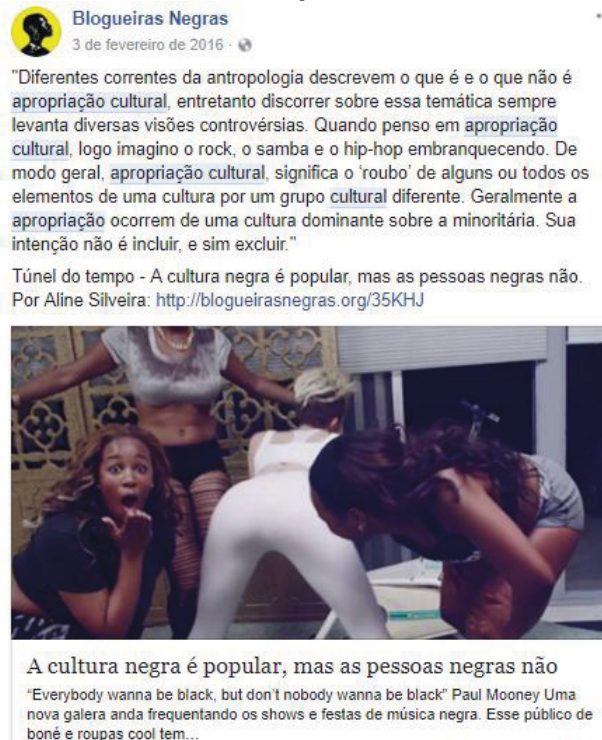 Blogueiras Negras
3 de fevereiro de 2016 ·
"Diferentes correntes da antropologia descrevem o que é e o que não é
apropriação cultural, entretanto discorrer sobre essa temática sempre
levanta diversas visões controvérsias. Quando penso em apropriação
cultural, logo imagino o rock, o samba e o hip-hop embranquecendo. De
modo geral, apropriação cultural, significa o 'roubo' de alguns ou todos os
elementos de uma cultura por um grupo cultural diferente. Geralmente a
apropriação ocorrem de uma cultura dominante sobre a minoritária. Sua
intenção não é incluir, e sim excluir."
Túnel do tempo - A cultura negra é popular, mas as pessoas negras não.
Por Aline Silveira: http://blogueirasnegras.org/35KHJ
A cultura negra é popular, mas as pessoas negras não
"Everybody wanna be black, but don't nobody wanna be black" Paul Mooney Uma
nova galera anda frequentando os shows e festas de música negra. Esse público de
boné e roupas cool tem...